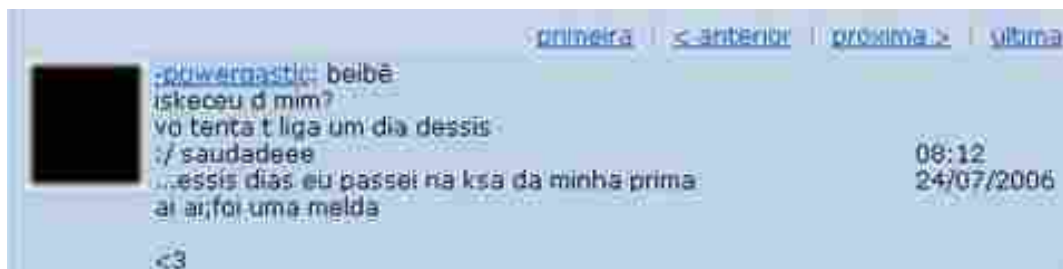 primeira | < anterior | próxima > | última
-powergastic: beibê
iskeceu d mim?
vo tenta t liga um dia dessis
:/ saudadeee 08:12
...essis dias eu passei na ksa da minha prima 24/07/2006
ai ai;foi uma melda
<3